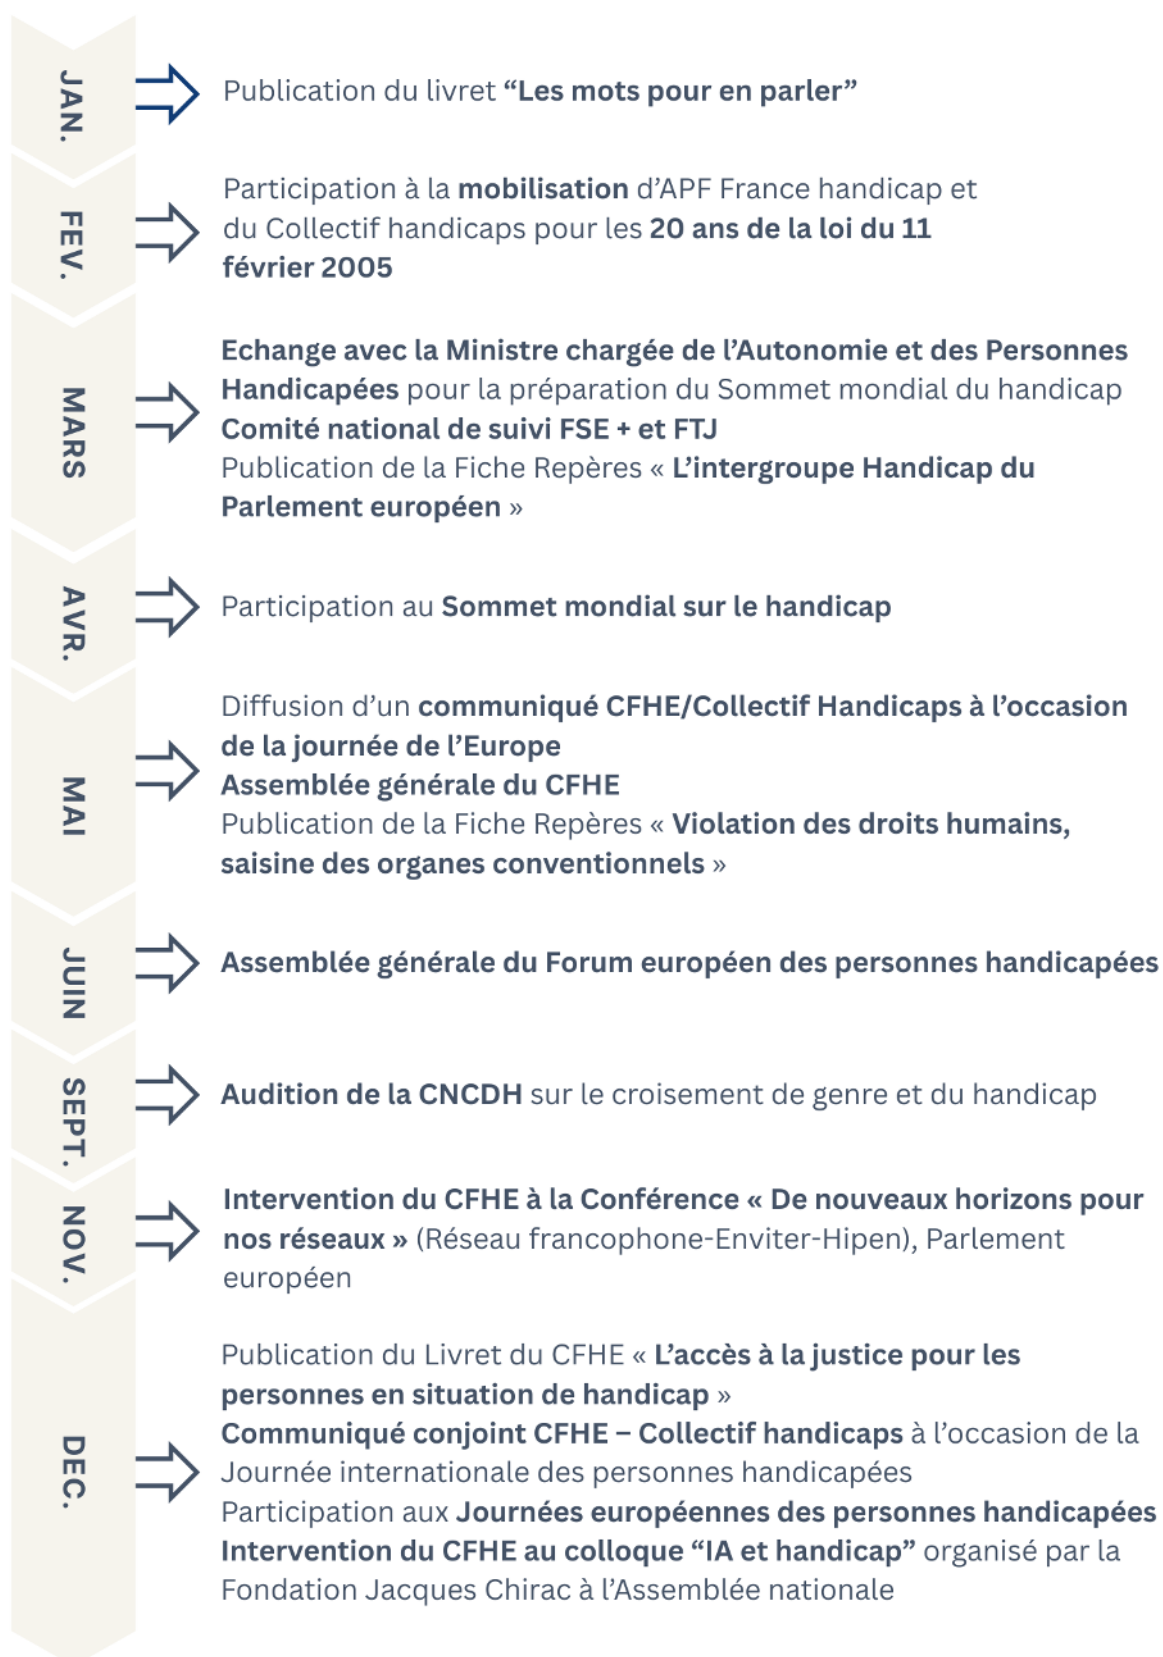 JAN.
Publication du livret “Les mots pour en parler”
FEV.
Participation à la mobilisation d’APF France handicap et
du Collectif handicaps pour les 20 ans de la loi du 11
février 2005
MARS
Echange avec la Ministre chargée de l’Autonomie et des Personnes
Handicapées pour la préparation du Sommet mondial du handicap
Comité national de suivi FSE + et FTJ
Publication de la Fiche Repères « L’intergroupe Handicap du
Parlement européen »
AVR.
Participation au Sommet mondial sur le handicap
MAI
Diffusion d’un communiqué CFHE/Collectif Handicaps à l’occasion
de la journée de l’Europe
Assemblée générale du CFHE
Publication de la Fiche Repères « Violation des droits humains,
saisine des organes conventionnels »
JUIN
Assemblée générale du Forum européen des personnes handicapées
SEPT.
Audition de la CNCDH sur le croisement de genre et du handicap
NOV.
Intervention du CFHE à la Conférence « De nouveaux horizons pour
nos réseaux » (Réseau francophone-Enviter-Hipen), Parlement
européen
DEC.
Publication du Livret du CFHE « L’accès à la justice pour les
personnes en situation de handicap »
Communiqué conjoint CFHE – Collectif handicaps à l’occasion de la
Journée internationale des personnes handicapées
Participation aux Journées européennes des personnes handicapées
Intervention du CFHE au colloque “IA et handicap” organisé par la
Fondation Jacques Chirac à l’Assemblée nationale